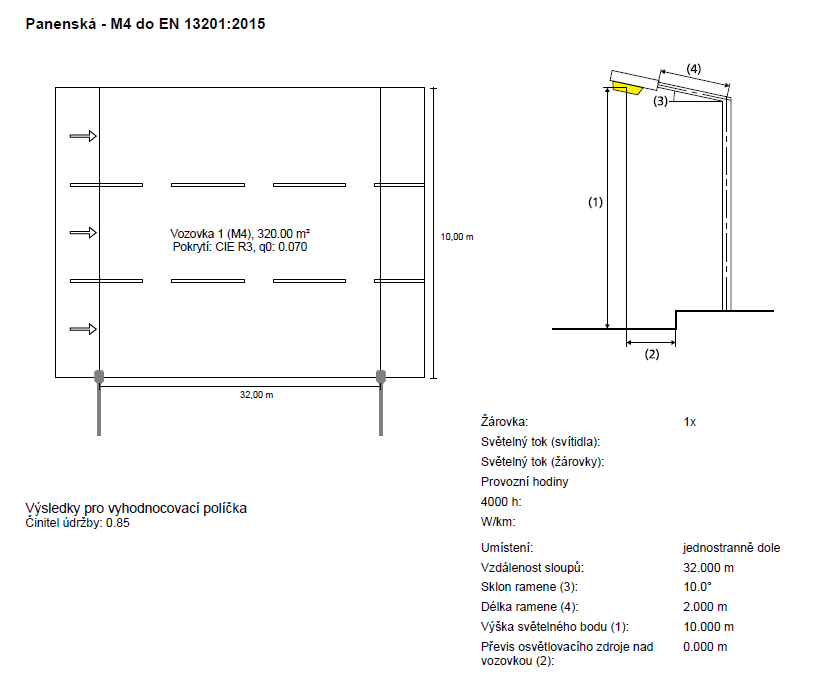 Panenská - M4 do EN 13201:2015
Vozovka 1 (M4), 320.00 m²
Pokrytí: CIE R3, q0: 0.070
10,00 m
32,00 m
(4)
(3)
(1)
(2)
Výsledky pro vyhodnocovací políčka
Činitel údržby: 0.85
Žárovka: 1x
Světelný tok (svítidla):
Světelný tok (žárovky):
Provozní hodiny
4000 h:
W/km:
Umístení: jednostranně dole
Vzdálenost sloupů: 32.000 m
Sklon ramene (3): 10.0°
Délka ramene (4): 2.000 m
Výška světelného bodu (1): 10.000 m
Převis osvětlovacího zdroje nad 0.000 m
vozovkou (2):